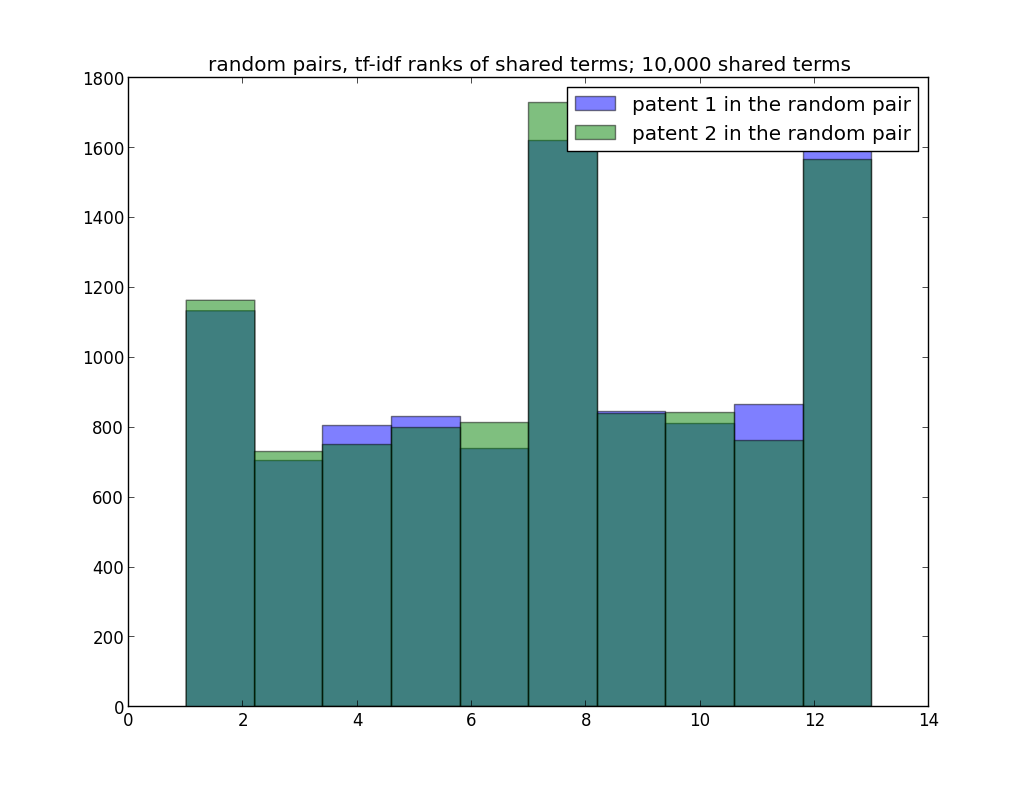 random pairs, tf-idf ranks of shared terms; 10,000 shared terms
patent 1 in the random pair
patent 2 in the random pair
1800
1600
1400
1200
1000
800
600
400
200
0
0 2 4 6 8 10 12 14